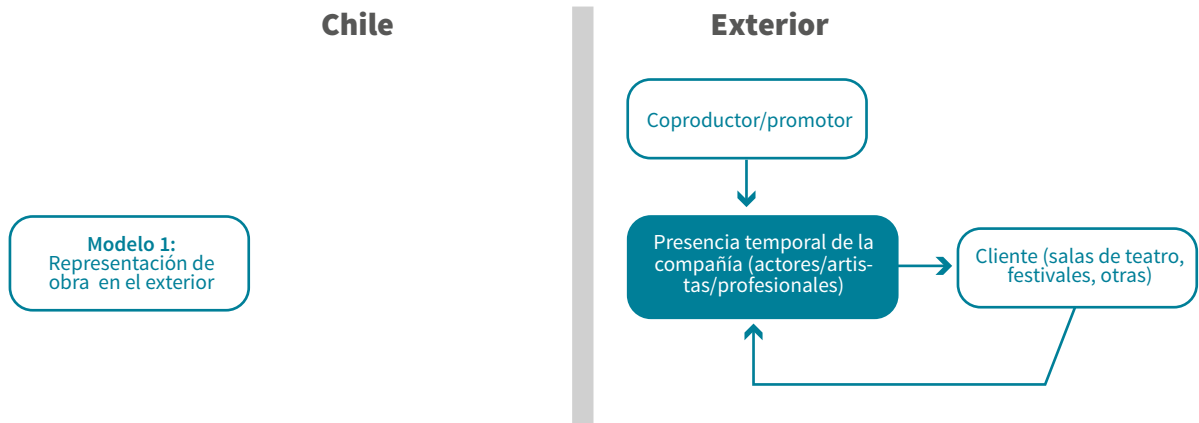 Chile
Exterior
Coproductor/promotor
Modelo 1:
Representación de
obra en el exterior
Presencia temporal de la
compañía (actores/artis-
tas/profesionales)
Cliente (salas de teatro,
festivales, otras)